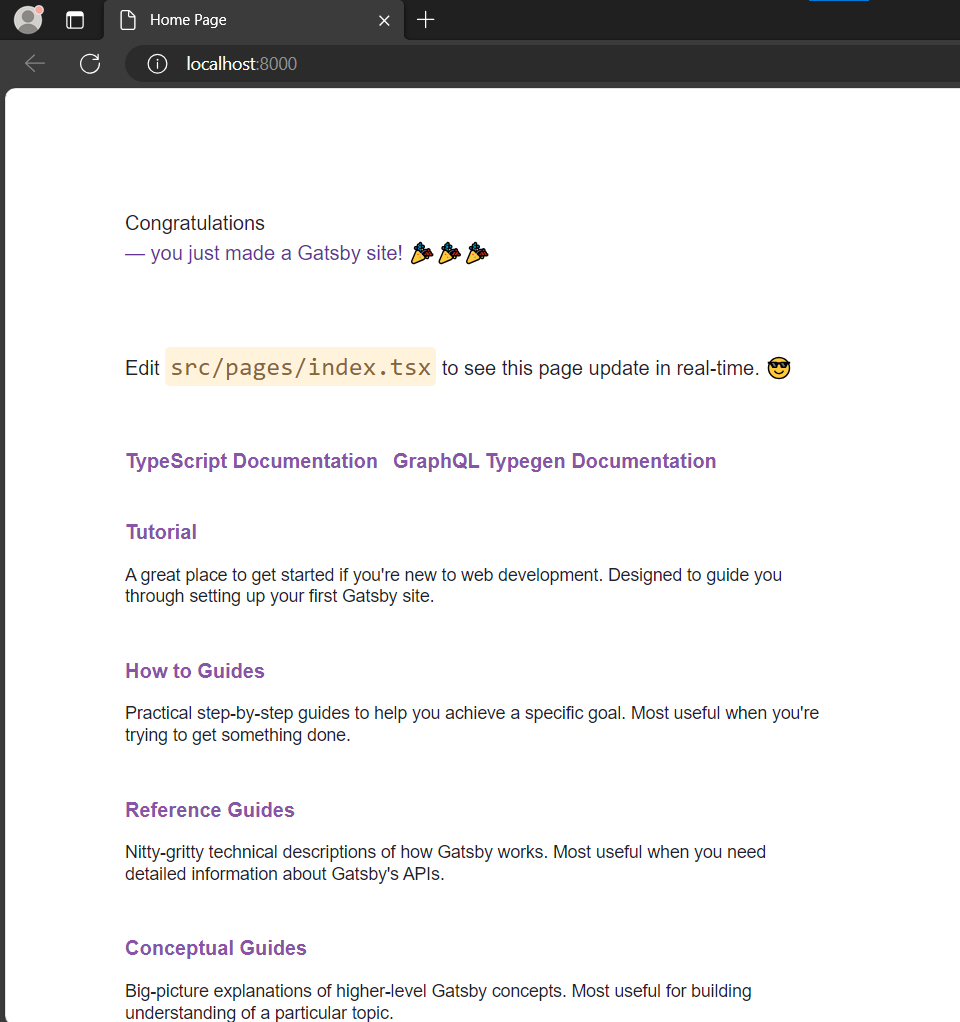 Home Page
localhost:8000
Congratulations
— you just made a Gatsby site! 🎉🎉🎉
Edit src/pages/index.tsx to see this page update in real-time. 😎
TypeScript Documentation GraphQL Typegen Documentation
Tutorial
A great place to get started if you're new to web development. Designed to guide you
through setting up your first Gatsby site.
How to Guides
Practical step-by-step guides to help you achieve a specific goal. Most useful when you're
trying to get something done.
Reference Guides
Nitty-gritty technical descriptions of how Gatsby works. Most useful when you need
detailed information about Gatsby's APIs.
Conceptual Guides
Big-picture explanations of higher-level Gatsby concepts. Most useful for building
understanding of a particular topic.